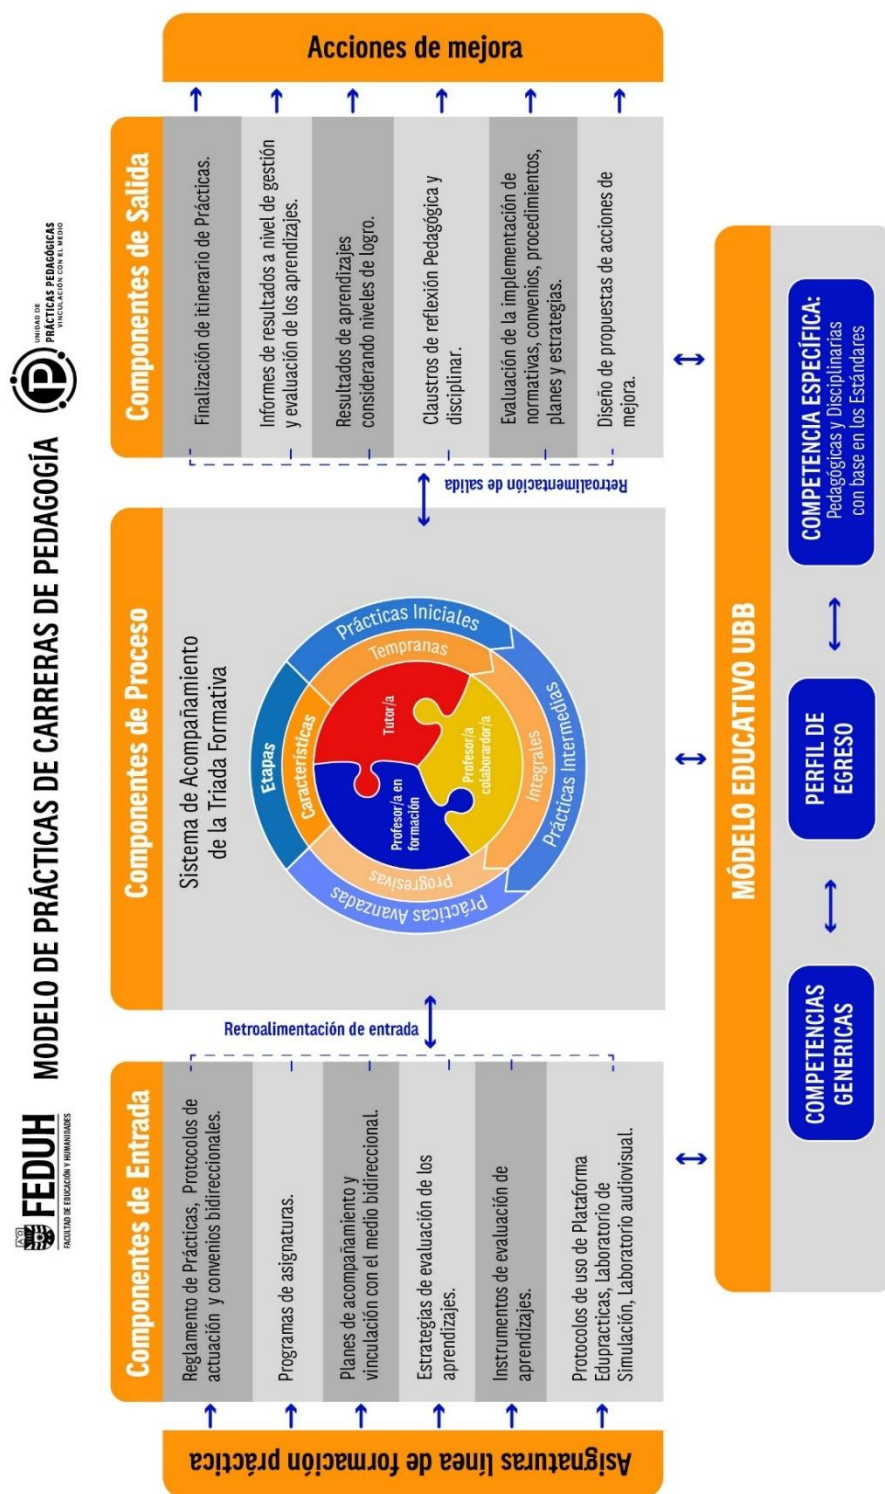 FEDUH
FACULTAD DE EDUCACIÓN Y HUMANIDADES
MODELO DE PRÁCTICAS DE CARRERAS DE PEDAGOGÍA
P
UNIDAD DE
PRÁCTICAS PEDAGÓGICAS
VINCULACIÓN CON EL MEDIO
Asignaturas línea de formación práctica
Componentes de Entrada
Reglamento de Prácticas, Protocolos de
actuación y convenios bidireccionales.
Programas de asignaturas.
Planes de acompañamiento y
vinculación con el medio bidireccional.
Estrategias de evaluación de los
aprendizajes.
Instrumentos de evaluación de
aprendizajes.
Protocolos de uso de Plataforma
Edupracticas, Laboratorio de
Simulación, Laboratorio audiovisual.
Retroalimentación de entrada
Componentes de Proceso
Sistema de Acompañamiento
de la Triada Formativa
Etapas
Características
Prácticas Iniciales
Tempranas
Prácticas Intermedias
Integrales
Prácticas Avanzadas
Progresivas
Profesor/a en
formación
Tutor/a
Profesor/a
colaborardor/a
Retroalimentación de salida
Componentes de Salida
Finalización de itinerario de Prácticas.
Informes de resultados a nivel de gestión
y evaluación de los aprendizajes.
Resultados de aprendizajes
considerando niveles de logro.
Claustros de reflexión Pedagógica y
disciplinar.
Evaluación de la implementación de
normativas, convenios, procedimientos,
planes y estrategias.
Diseño de propuestas de acciones de
mejora.
Acciones de mejora
MÓDELO EDUCATIVO UBB
COMPETENCIAS
GENERICAS
PERFIL DE
EGRESO
COMPETENCIA ESPECÍFICA:
Pedagógicas y Disciplinarias
con base en los Estándares